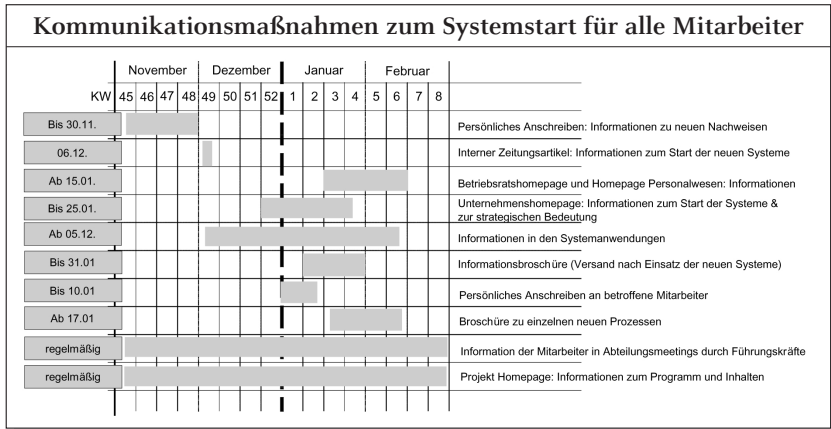 Kommunikationsmaßnahmen zum Systemstart für alle Mitarbeiter
November Dezember Januar Februar
KW 45 46 47 48 49 50 51 52 1 2 3 4 5 6 7 8
Bis 30.11. Persönliches Anschreiben: Informationen zu neuen Nachweisen
06.12. Interner Zeitungsartikel: Informationen zum Start der neuen Systeme
Ab 15.01. Betriebsratshomepage und Homepage Personalwesen: Informationen
Bis 25.01. Unternehmenshomepage: Informationen zum Start der Systeme &
zur strategischen Bedeutung
Ab 05.12. Informationen in den Systemanwendungen
Bis 31.01 Informationsbroschüre (Versand nach Einsatz der neuen Systeme)
Bis 10.01 Persönliches Anschreiben an betroffene Mitarbeiter
Ab 17.01 Broschüre zu einzelnen neuen Prozessen
regelmäßig Information der Mitarbeiter in Abteilungsmeetings durch Führungskräfte
regelmäßig Projekt Homepage: Informationen zum Programm und Inhalten